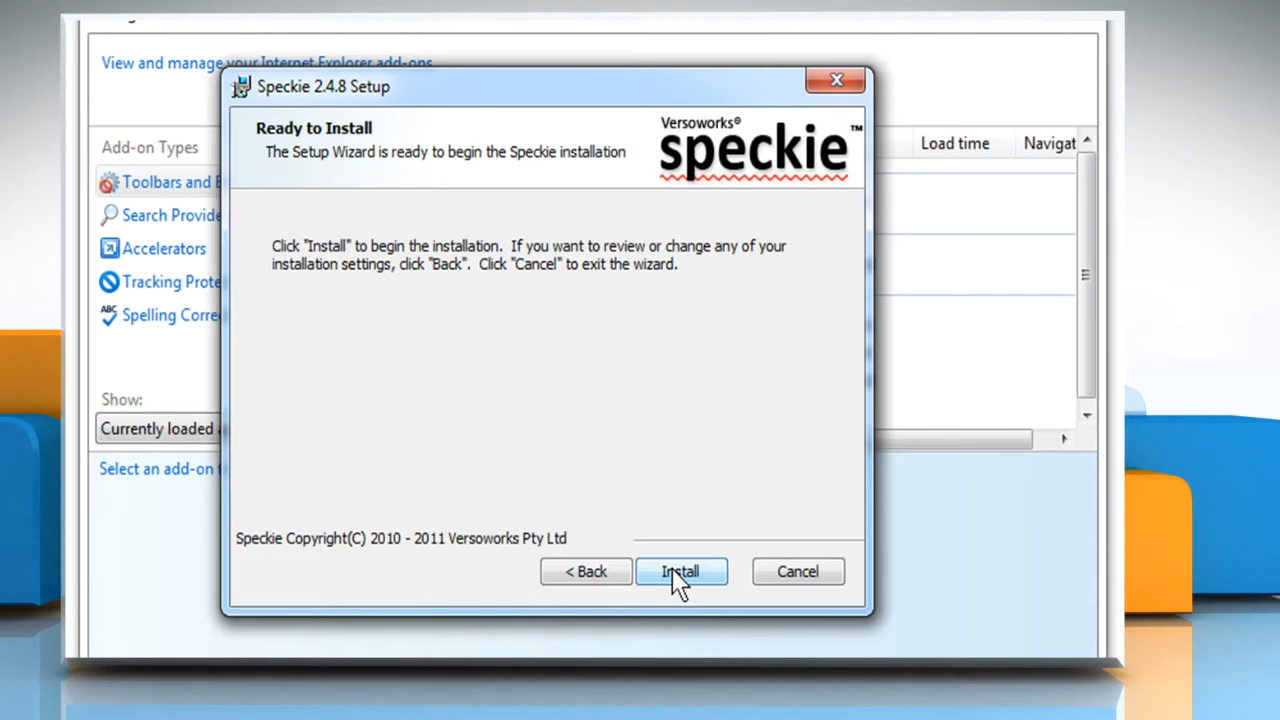 View and manage your Internet Explorer add-ons
Speckie 2.4.8 Setup
Ready to Install
The Setup Wizard is ready to begin the Speckie installation
Versoworks®
speckie™
Add-on Types
Load time
Navigat
Toolbars and E
Search Provide
Accelerators
Tracking Prote
ABC
Spelling Corre
Click "Install" to begin the installation. If you want to review or change any of your
installation settings, click "Back". Click "Cancel" to exit the wizard.
Show:
Currently loaded
Select an add-on
Speckie Copyright(C) 2010 - 2011 Versoworks Pty Ltd
< Back
Install
Cancel